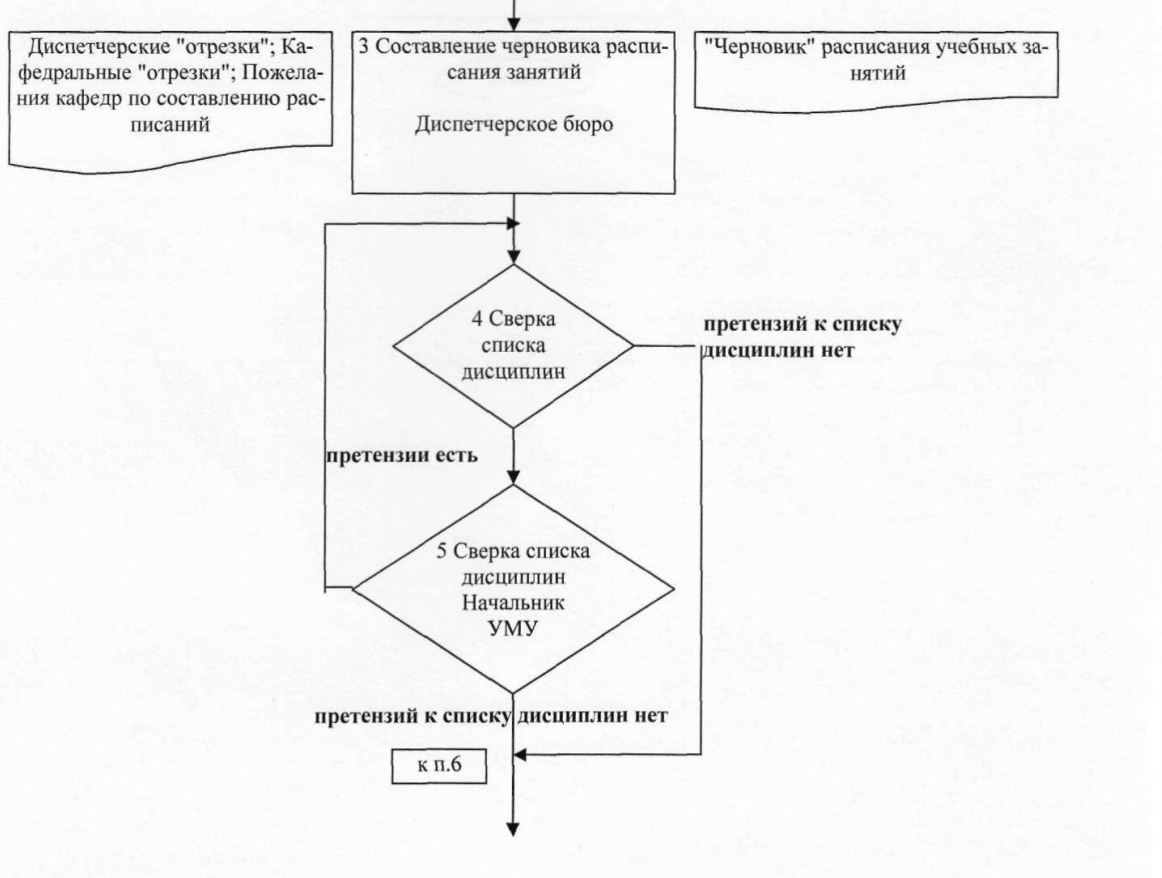 Диспетчерские "отрезки"; Ка-
федральные "отрезки"; Пожела-
ния кафедр по составлению рас-
писаний
3 Составление черновика распи-
сания занятий
Диспетчерское бюро
"Черновик" расписания учебных за-
нятий
4 Сверка
списка
дисциплин
претензий к списку
дисциплин нет
претензии есть
5 Сверка списка
дисциплин
Начальник
УМУ
претензий к списку дисциплин нет
к п.6